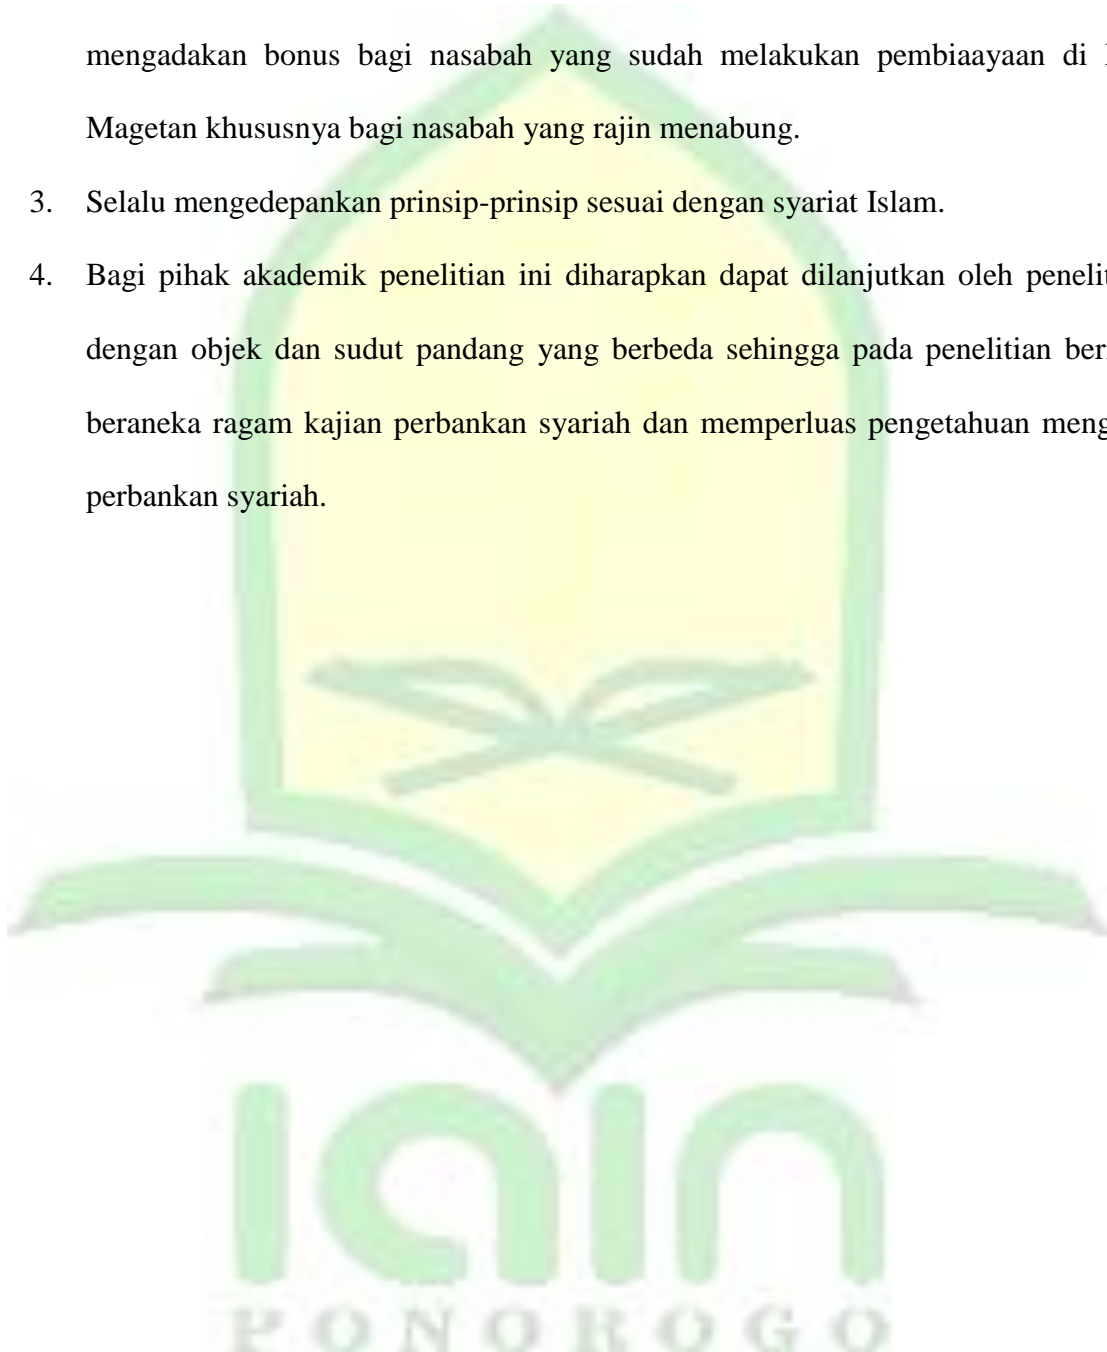 mengadakan bonus bagi nasabah yang sudah melakukan pembiaayaan di
Magetan khususnya bagi nasabah yang rajin menabung.
3. Selalu mengedepankan prinsip-prinsip sesuai dengan syariat Islam.
4. Bagi pihak akademik penelitian ini diharapkan dapat dilanjutkan oleh
dengan objek dan sudut pandang yang berbeda sehingga pada penelitian
beraneka ragam kajian perbankan syariah dan memperluas pengetahuan
perbankan syariah.
IAIN
PONOROGO